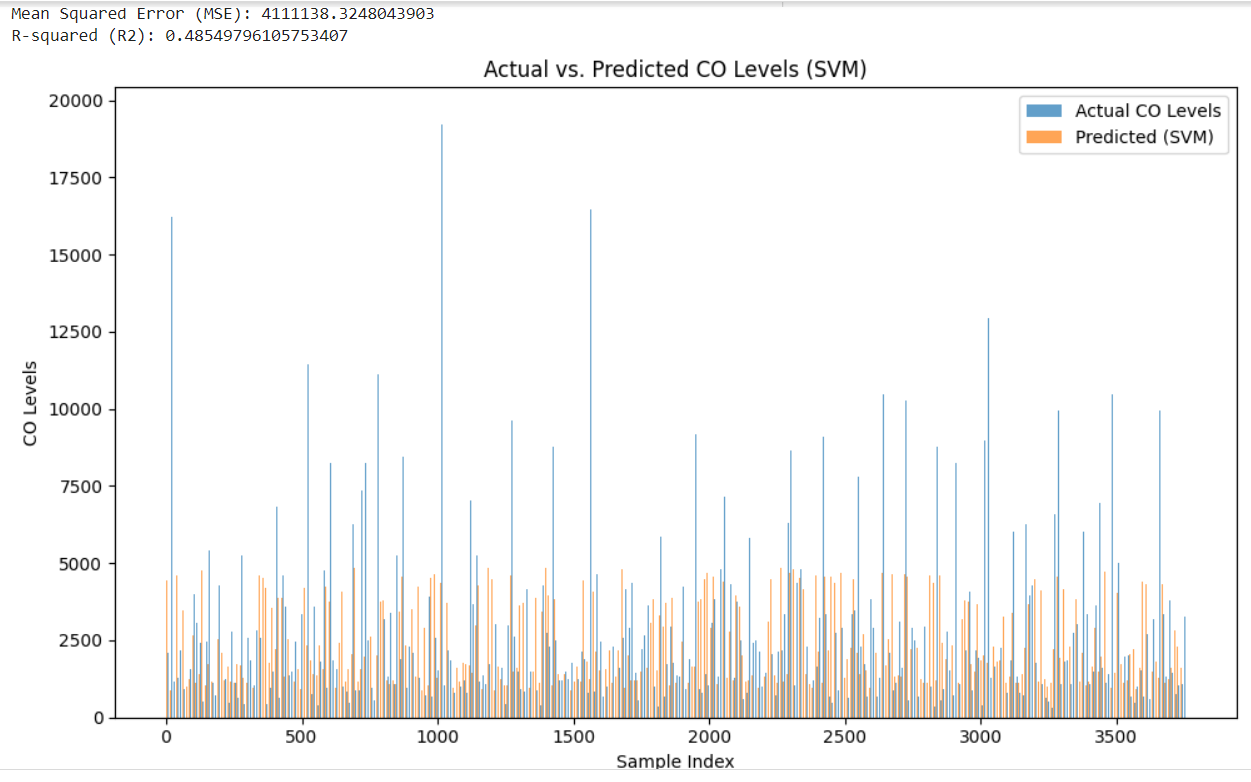 Mean Squared Error (MSE): 4111138.3248043903
R-squared (R2): 0.48549796105753407
Actual vs. Predicted CO Levels (SVM)
20000
17500
15000
12500
10000
7500
5000
2500
0
CO Levels
Actual CO Levels
Predicted (SVM)
0 500 1000 1500 2000 2500 3000 3500
Sample Index